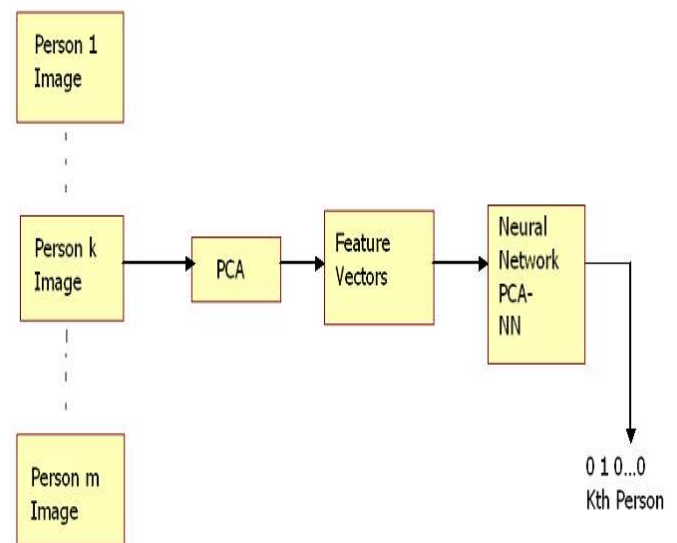 Person 1
Image
Person k
Image
PCA
Feature
Vectors
Neural
Network
PCA-
NN
Person m
Image
0 1 0...0
Kth Person